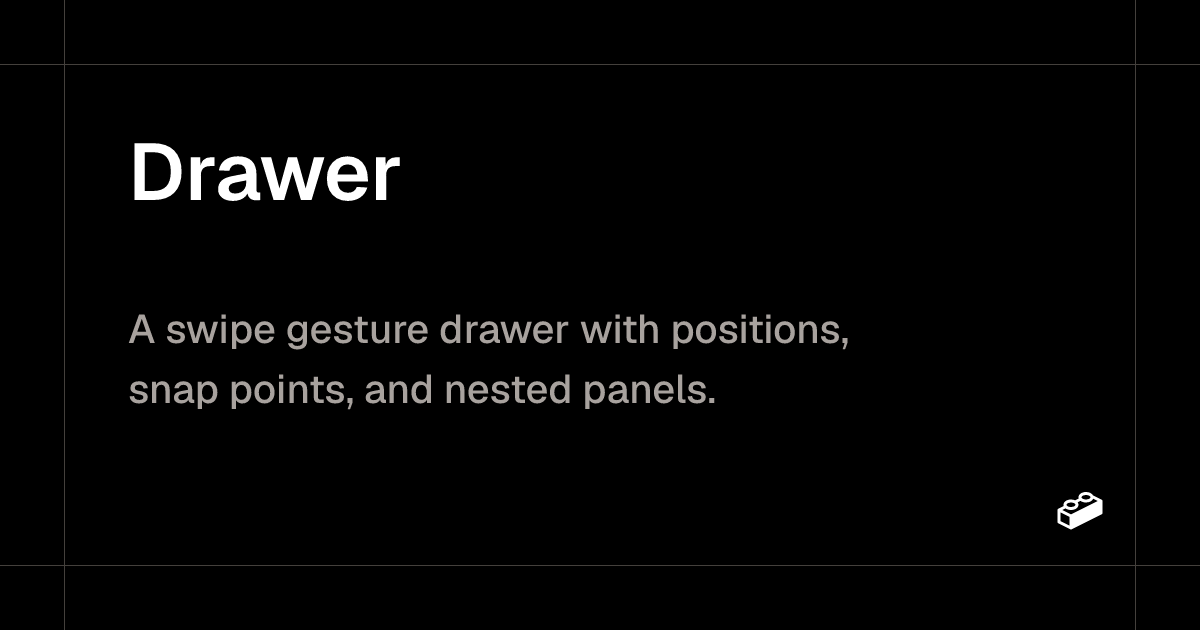 Drawer
A swipe gesture drawer with positions,
snap points, and nested panels.